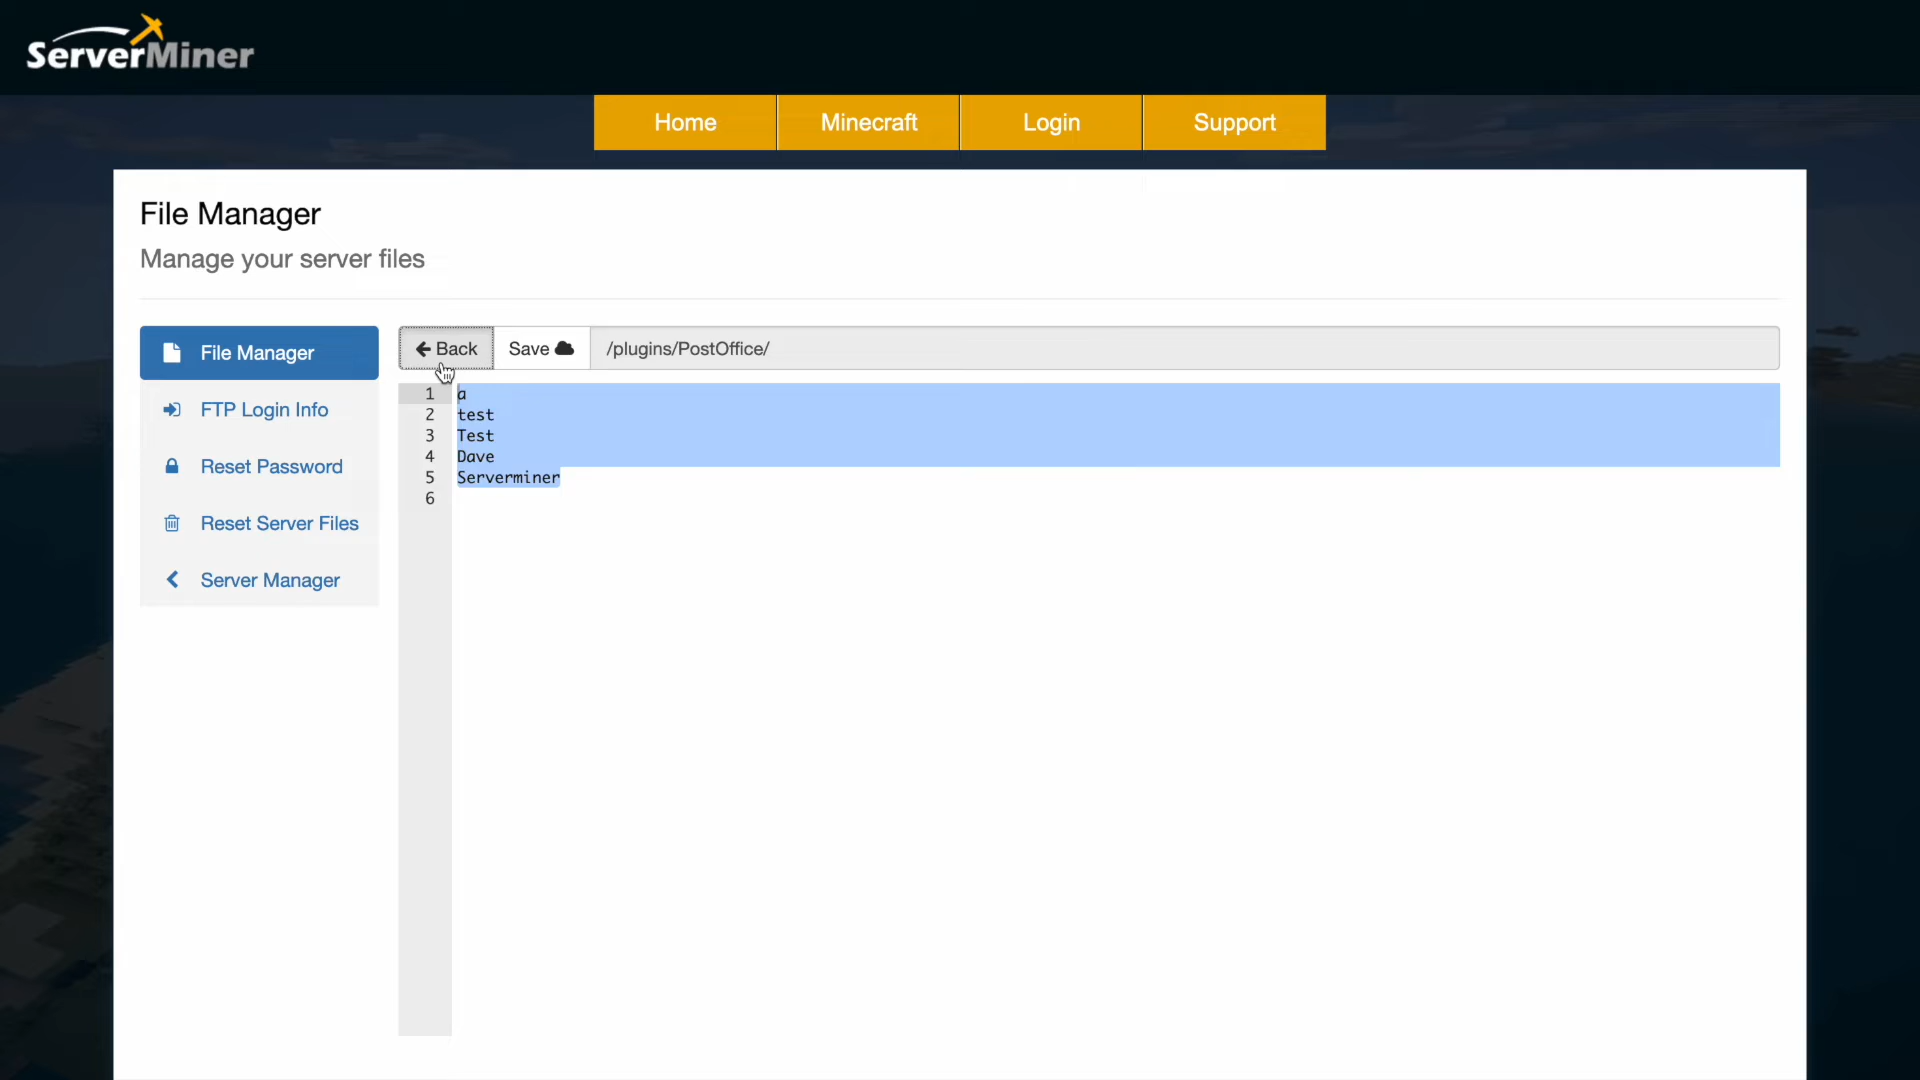 ServerMiner
Home
Minecraft
Login
Support
File Manager
Manage your server files
File Manager
FTP Login Info
Reset Password
Reset Server Files
Server Manager
Back
Save
/plugins/PostOffice/
1 a
2 test
3 Test
4 Dave
5 Serverminer
6